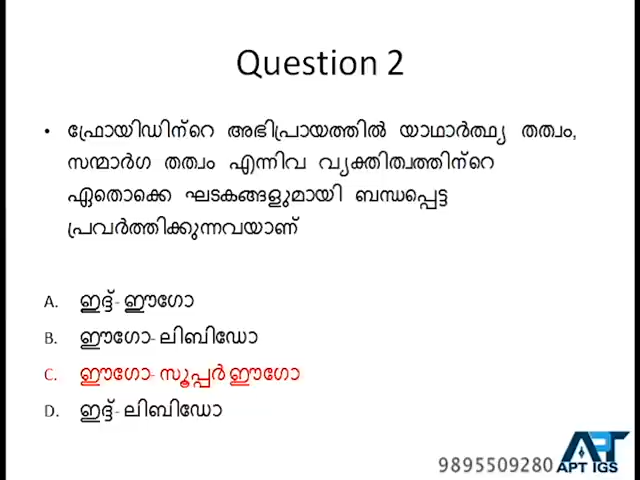 Question 2
• ഫ്രോയിഡിന്റെ അഭിപ്രായത്തിൽ യാഥാർത്ഥ്യ തത്വം,
സന്മാർഗ തത്വം എന്നിവ വ്യക്തിത്വത്തിന്റെ
ഏതൊക്കെ ഘടകങ്ങളുമായി ബന്ധപ്പെട്ട
പ്രവർത്തിക്കുന്നവയാണ്
A. ഇദ്ദ്- ഈഗോ
B. ഈഗോ- ലിബിഡോ
C. ഈഗോ- സൂപ്പർ ഈഗോ
D. ഇദ്ദ്- ലിബിഡോ
9895509280 APT IGS